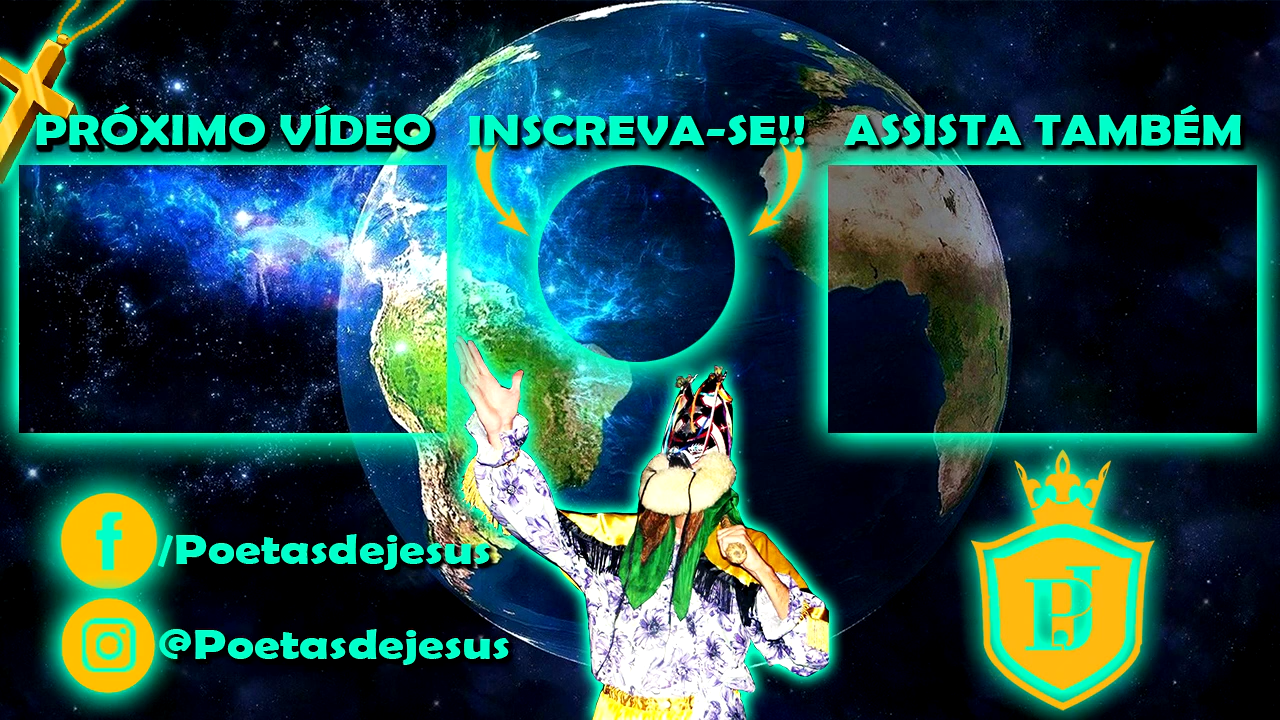 PRÓXIMO VÍDEO
INSCREVA-SE!!
ASSISTA TAMBÉM
/Poetasdejesus
@Poetasdejesus
PJ